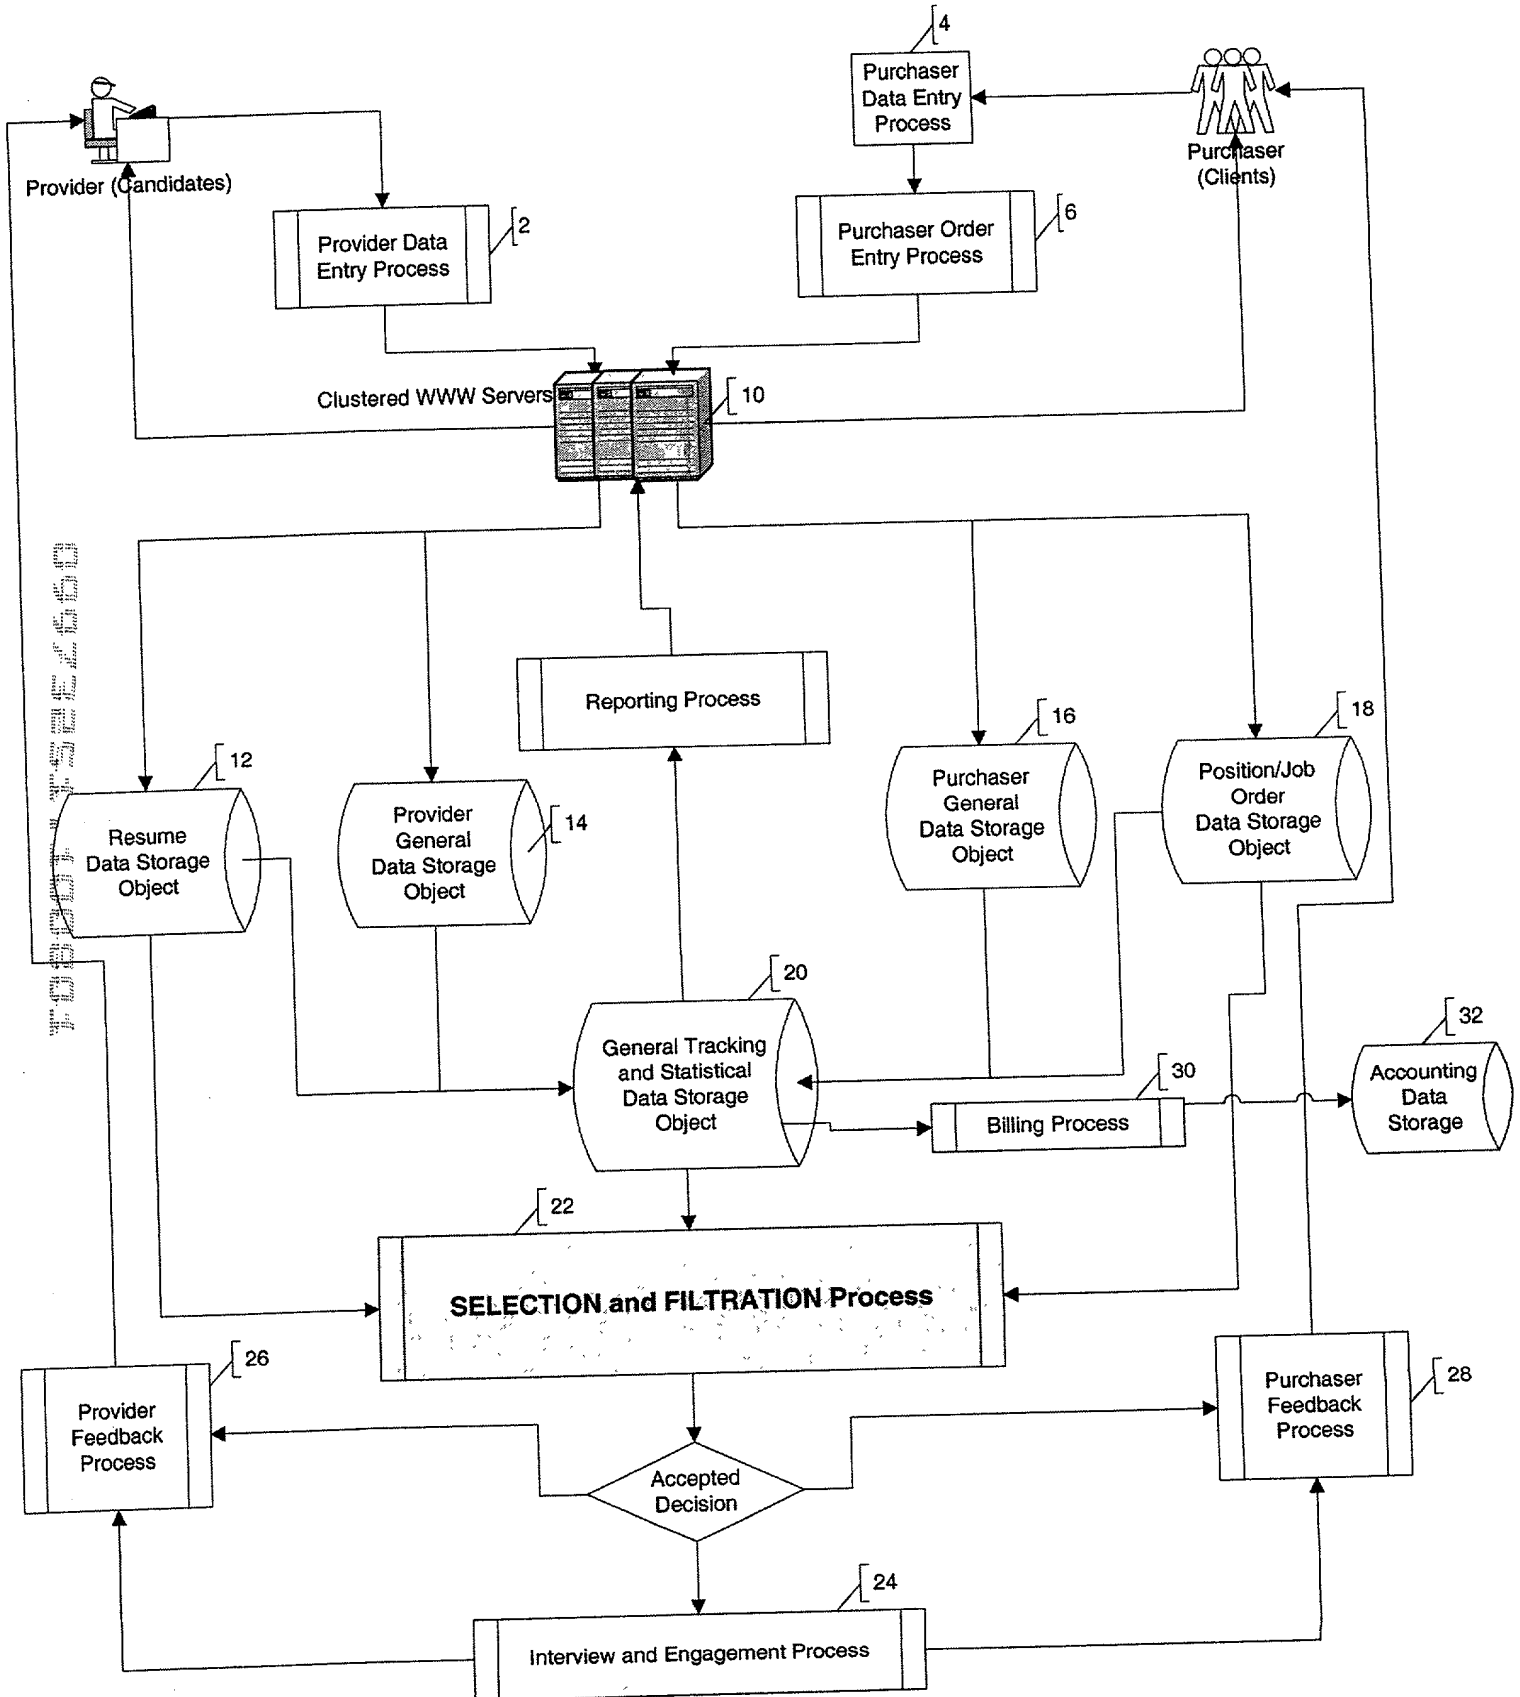 4
Purchaser
Data Entry
Process
Purchaser
(Clients)
Provider (Candidates)
2
Provider Data
Entry Process
6
Purchaser Order
Entry Process
Clustered WWW Servers
10
Reporting Process
12
Resume
Data Storage
Object
14
Provider
General
Data Storage
Object
16
Purchaser
General
Data Storage
Object
18
Position/Job
Order
Data Storage
Object
20
General Tracking
and Statistical
Data Storage
Object
30
Billing Process
32
Accounting
Data
Storage
22
SELECTION and FILTRATION Process
26
Provider
Feedback
Process
28
Purchaser
Feedback
Process
Accepted
Decision
24
Interview and Engagement Process